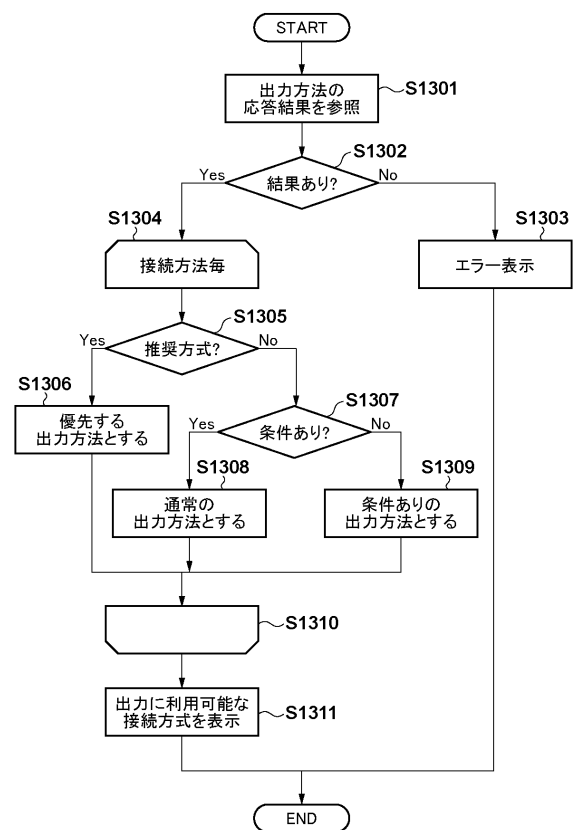 START
出力方法の
応答結果を参照
S1301
S1302
結果あり?
Yes
No
S1304
接続方法毎
S1303
エラー表示
S1305
推奨方式?
Yes
No
S1306
優先する
出力方法とする
S1307
条件あり?
Yes
No
S1308
通常の
出力方法とする
S1309
条件ありの
出力方法とする
S1310
出力に利用可能な
接続方式を表示
S1311
END